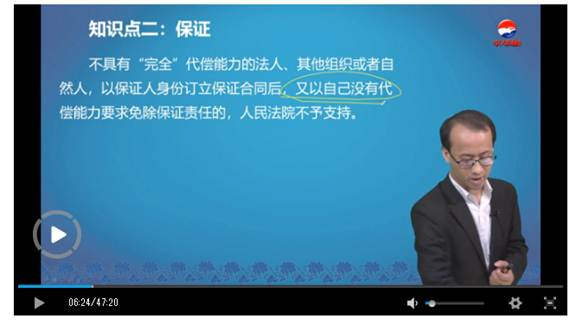 知识点二：保证
不具有“完全”代偿能力的法人、其他组织或者自
然人，以保证人身份订立保证合同后，又以自己没有代
偿能力要求免除保证责任的，人民法院不予支持。
06:24/47:20